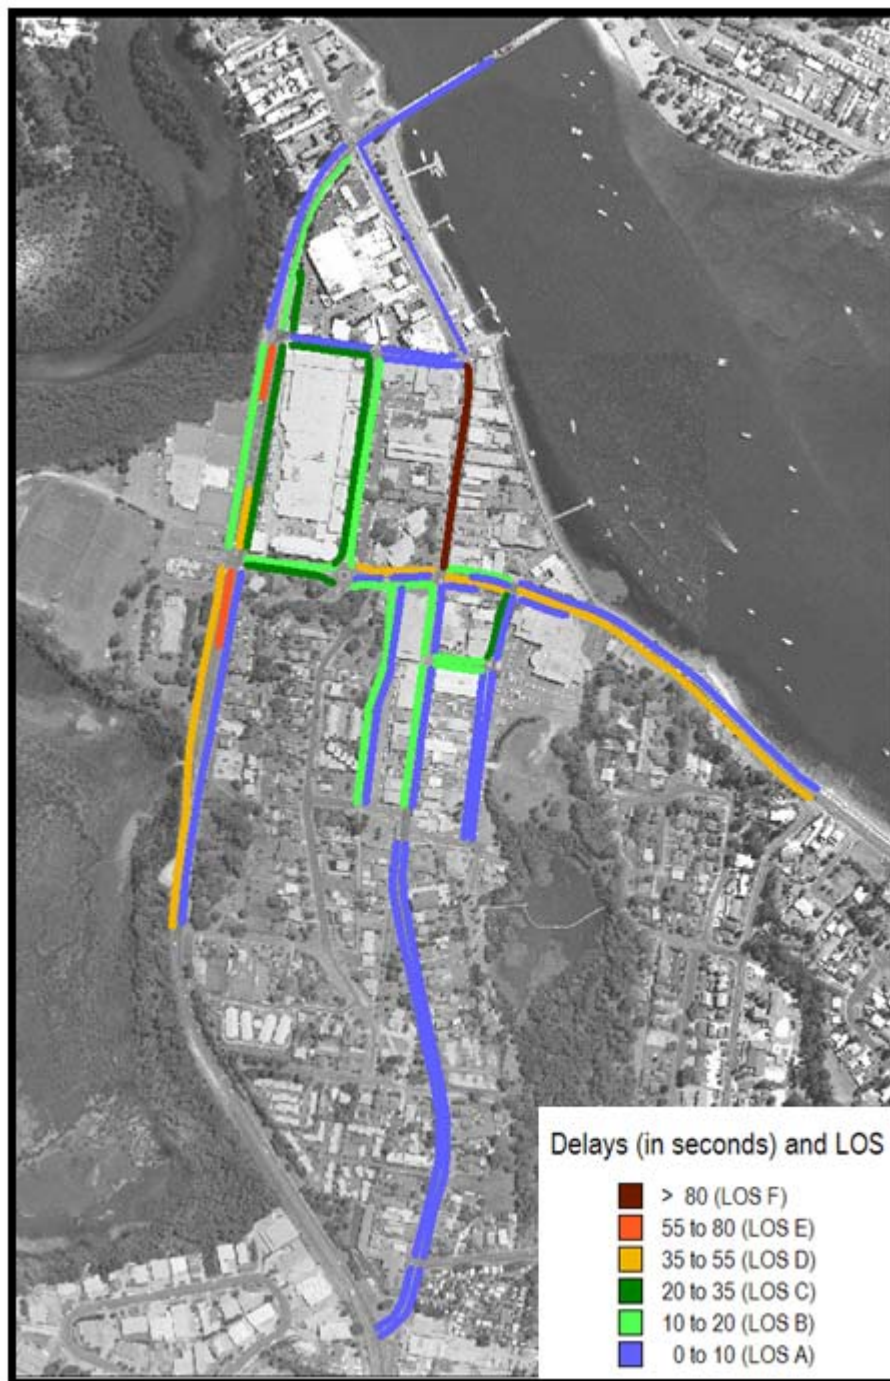 Delays (in seconds) and LOS
> 80 (LOS F)
55 to 80 (LOS E)
35 to 55 (LOS D)
20 to 35 (LOS C)
10 to 20 (LOS B)
0 to 10 (LOS A)